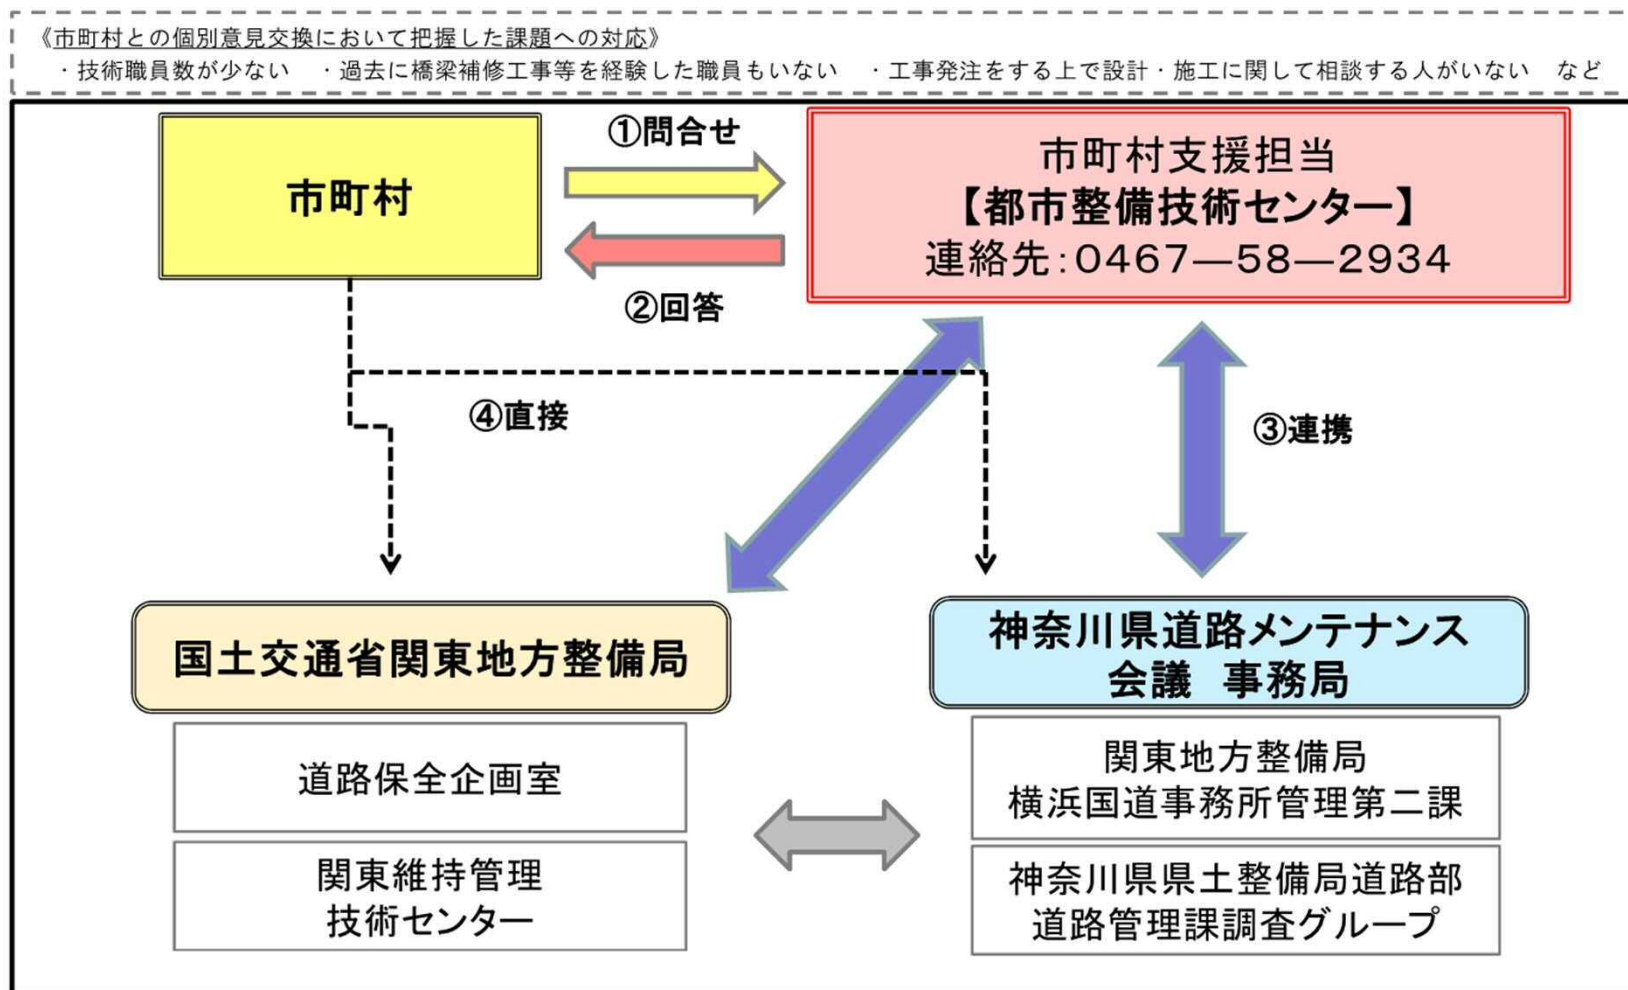 《市町村との個別意見交換において把握した課題への対応》
・技術職員数が少ない　・過去に橋梁補修工事等を経験した職員もいない　・工事発注をする上で設計・施工に関して相談する人がいない　など
市町村
①問合せ
②回答
市町村支援担当
【都市整備技術センター】
連絡先：０４６７―５８―２９３４
④直接
③連携
国土交通省関東地方整備局
道路保全企画室
関東維持管理
技術センター
神奈川県道路メンテナンス
会議　事務局
関東地方整備局
横浜国道事務所管理第二課
神奈川県県土整備局道路部
道路管理課調査グループ